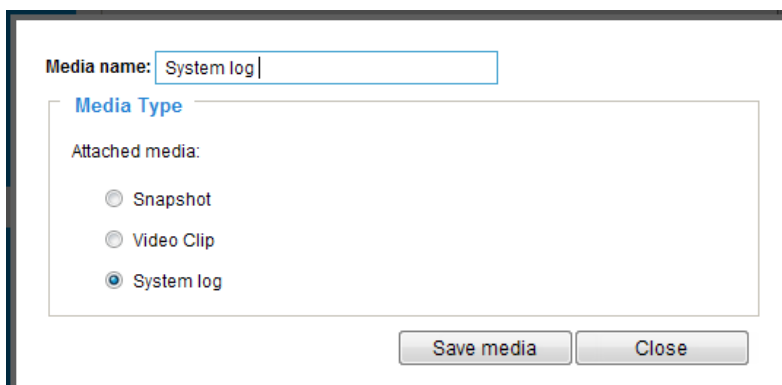 Media name: System log
Media Type
Attached media:
Snapshot
Video Clip
System log
Save media Close